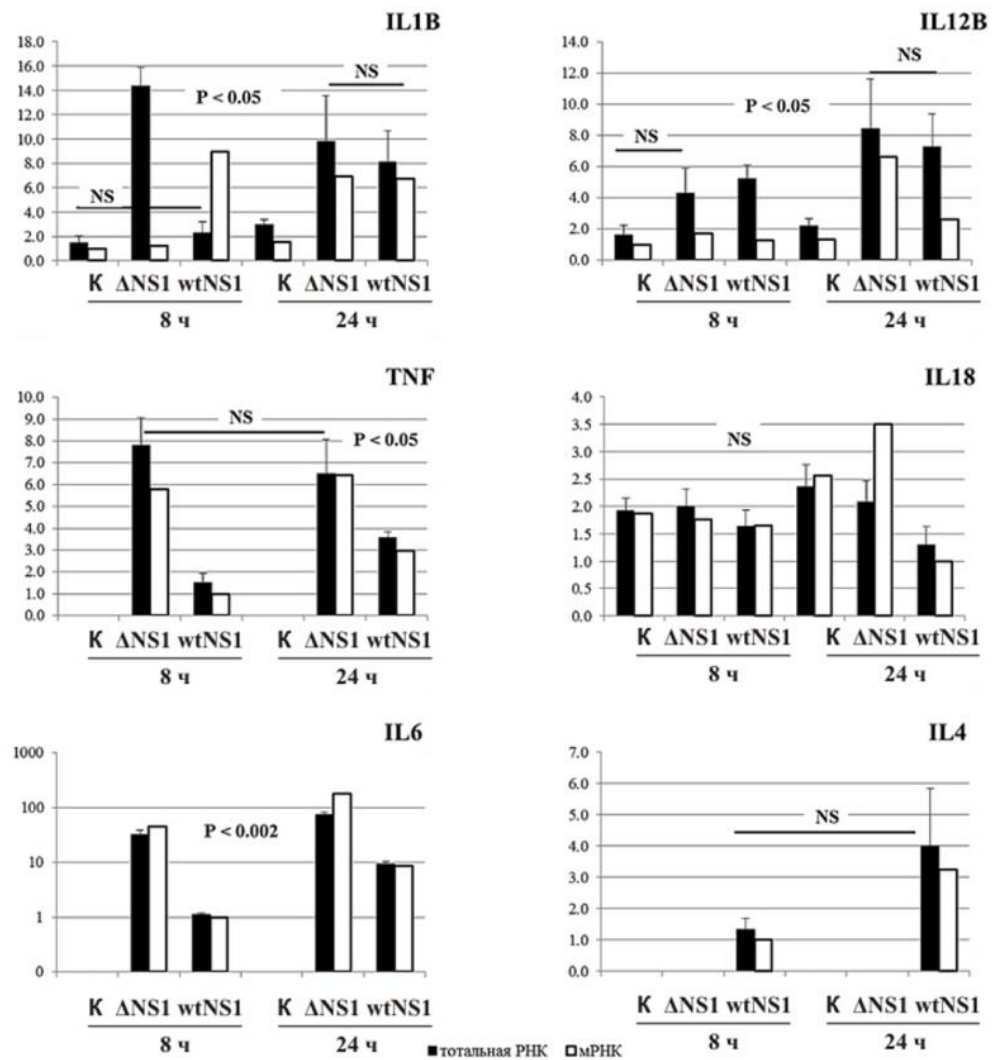 IL1B
18.0
16.0
14.0
12.0
10.0
8.0
6.0
4.0
2.0
0.0
NS
P < 0.05
NS
К ΔNS1 wtNS1 К ΔNS1 wtNS1
8 ч 24 ч
IL12B
14.0
12.0
10.0
8.0
6.0
4.0
2.0
0.0
NS
P < 0.05
NS
К ΔNS1 wtNS1 К ΔNS1 wtNS1
8 ч 24 ч
TNF
10.0
9.0
8.0
7.0
6.0
5.0
4.0
3.0
2.0
1.0
0.0
NS
P < 0.05
К ΔNS1 wtNS1 К ΔNS1 wtNS1
8 ч 24 ч
IL18
4.0
3.5
3.0
2.5
2.0
1.5
1.0
0.5
0.0
NS
К ΔNS1 wtNS1 К ΔNS1 wtNS1
8 ч 24 ч
IL6
1000
100
10
1
0
P < 0.002
К ΔNS1 wtNS1 К ΔNS1 wtNS1
8 ч 24 ч
IL4
7.0
6.0
5.0
4.0
3.0
2.0
1.0
0.0
NS
К ΔNS1 wtNS1 К ΔNS1 wtNS1
8 ч 24 ч
тотальная РНК мРНК